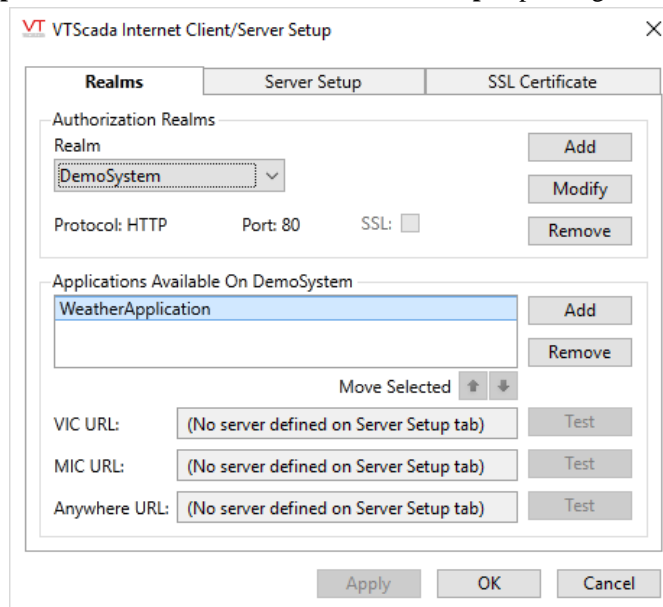 VT VTScada Internet Client/Server Setup
Realms Server Setup SSL Certificate
Authorization Realms
Realm
Add
DemoSystem
Modify
Protocol: HTTP Port: 80 SSL:
Remove
Applications Available On DemoSystem
WeatherApplication
Add
Remove
Move Selected
VIC URL: (No server defined on Server Setup tab) Test
MIC URL: (No server defined on Server Setup tab) Test
Anywhere URL: (No server defined on Server Setup tab) Test
Apply OK Cancel